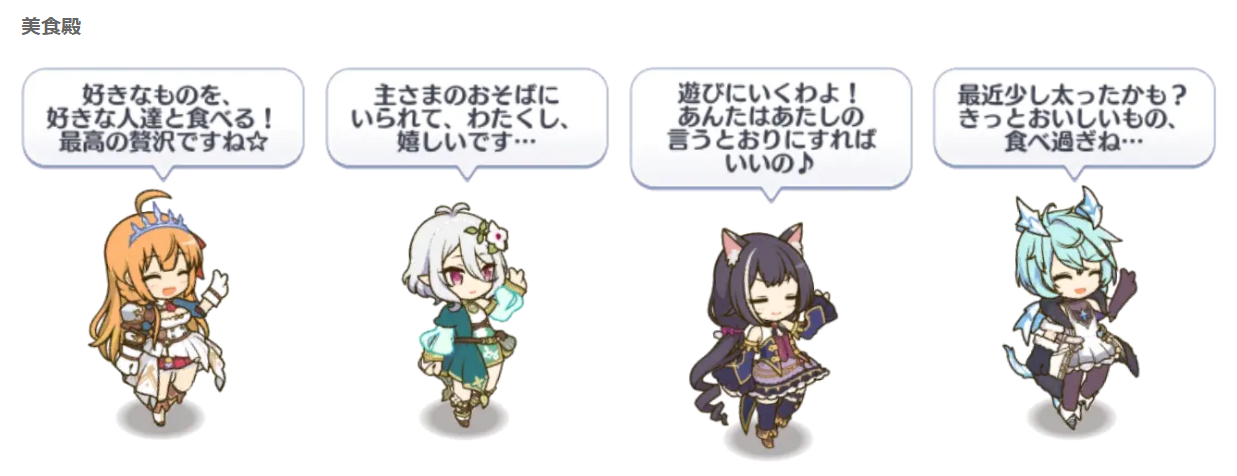 美食殿
好きなものを、
好きな人達と食べる！
最高の贅沢ですね☆
主さまのおそばに
いられて、わたくし、
嬉しいです…
遊びにいくわよ！
あんたはあたしの
言うとおりにすれば
いいの♪
最近少し太ったかも？
きっとおいしいもの、
食べ過ぎね…